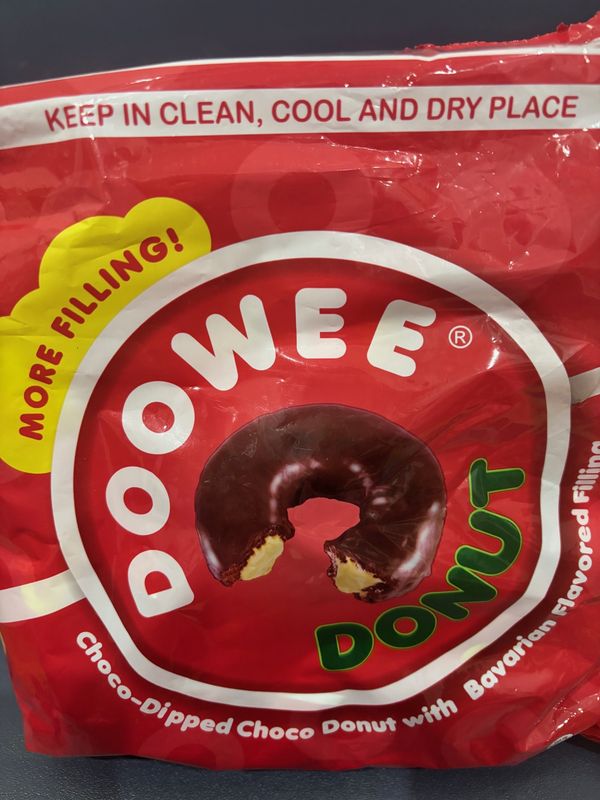 KEEP IN CLEAN, COOL AND DRY PLACE
MORE FILLING!
DOOWEE®
DONUT
Choco-Dipped Choco Donut with Bavarian Flavored Filling